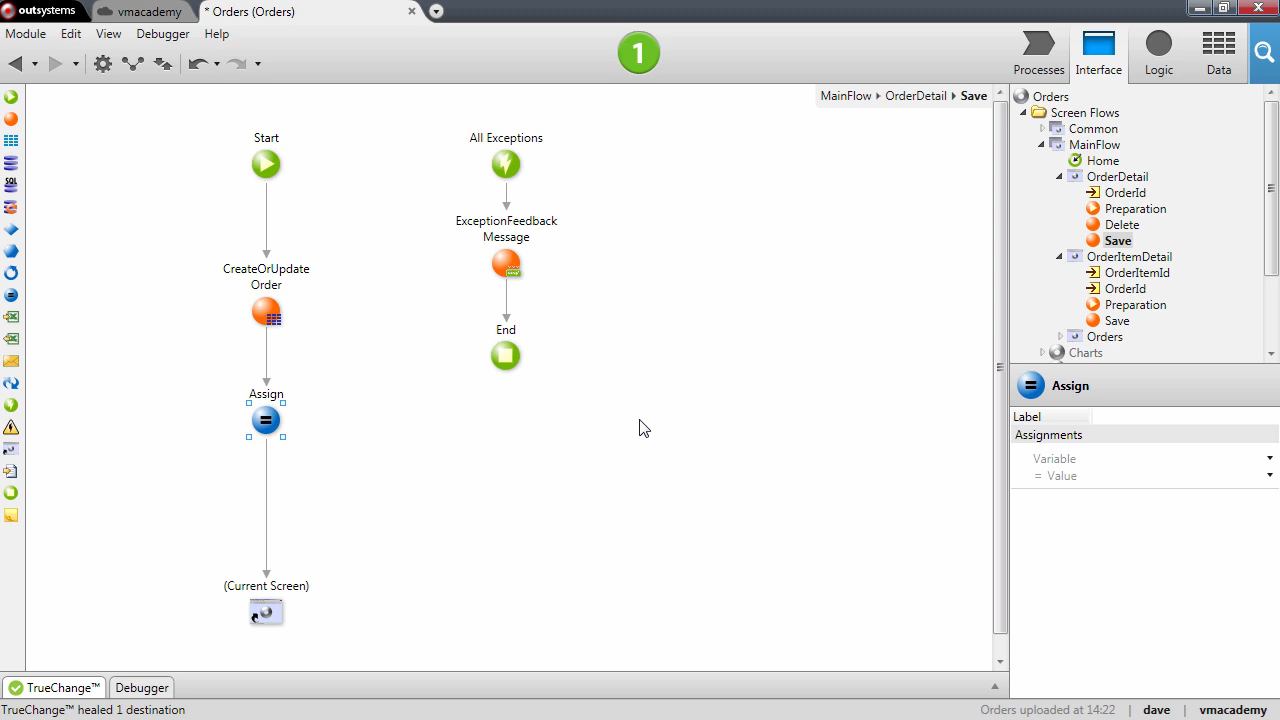 outsystems
vmacademy
* Orders (Orders)
Module Edit View Debugger Help
1
Processes Interface Logic Data
MainFlow OrderDetail Save
Start
CreateOrUpdate
Order
Assign
(Current Screen)
All Exceptions
ExceptionFeedback
Message
End
SQL
Orders
Screen Flows
Common
MainFlow
Home
OrderDetail
OrderId
Preparation
Delete
Save
OrderItemDetail
OrderItemId
OrderId
Preparation
Save
Orders
Charts
Assign
Label
Assignments
Variable
= Value
TrueChange™ Debugger
TrueChange™ healed 1 destination
Orders uploaded at 14:22 | dave | vmacademy